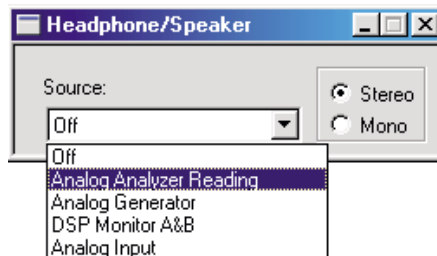 Headphone/Speaker
Source:
Off
Stereo
Mono
Off
Analog Analyzer Reading
Analog Generator
DSP Monitor A&B
Analog Input